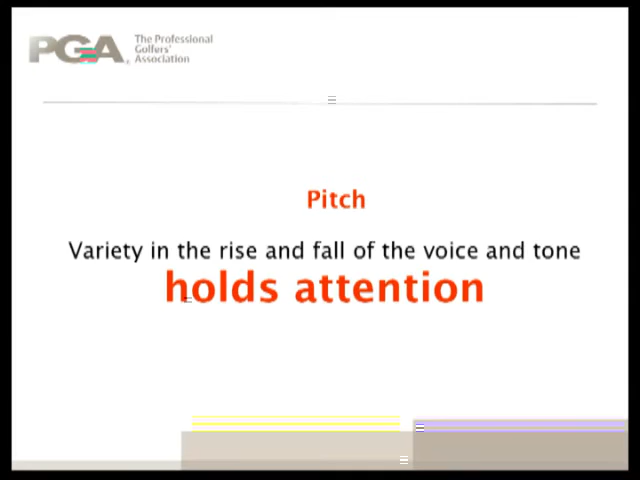 PGA
The Professional
Golfers'
Association
Pitch
Variety in the rise and fall of the voice and tone
holds attention